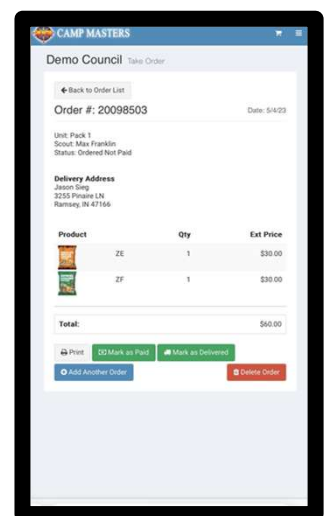 CAMP MASTERS
Demo Council Take Order
Back to Order List
Order #: 20098503 Date: 5/4/23
Unit: Pack 1
Scout: Max Franklin
Status: Ordered Not Paid
Delivery Address
Jason Sieg
3255 Pinaire LN
Ramsey, IN 47166
Product Qty Ext Price
ZE 1 $30.00
ZF 1 $30.00
Total: $60.00
Print Mark as Paid Mark as Delivered
Add Another Order Delete Order